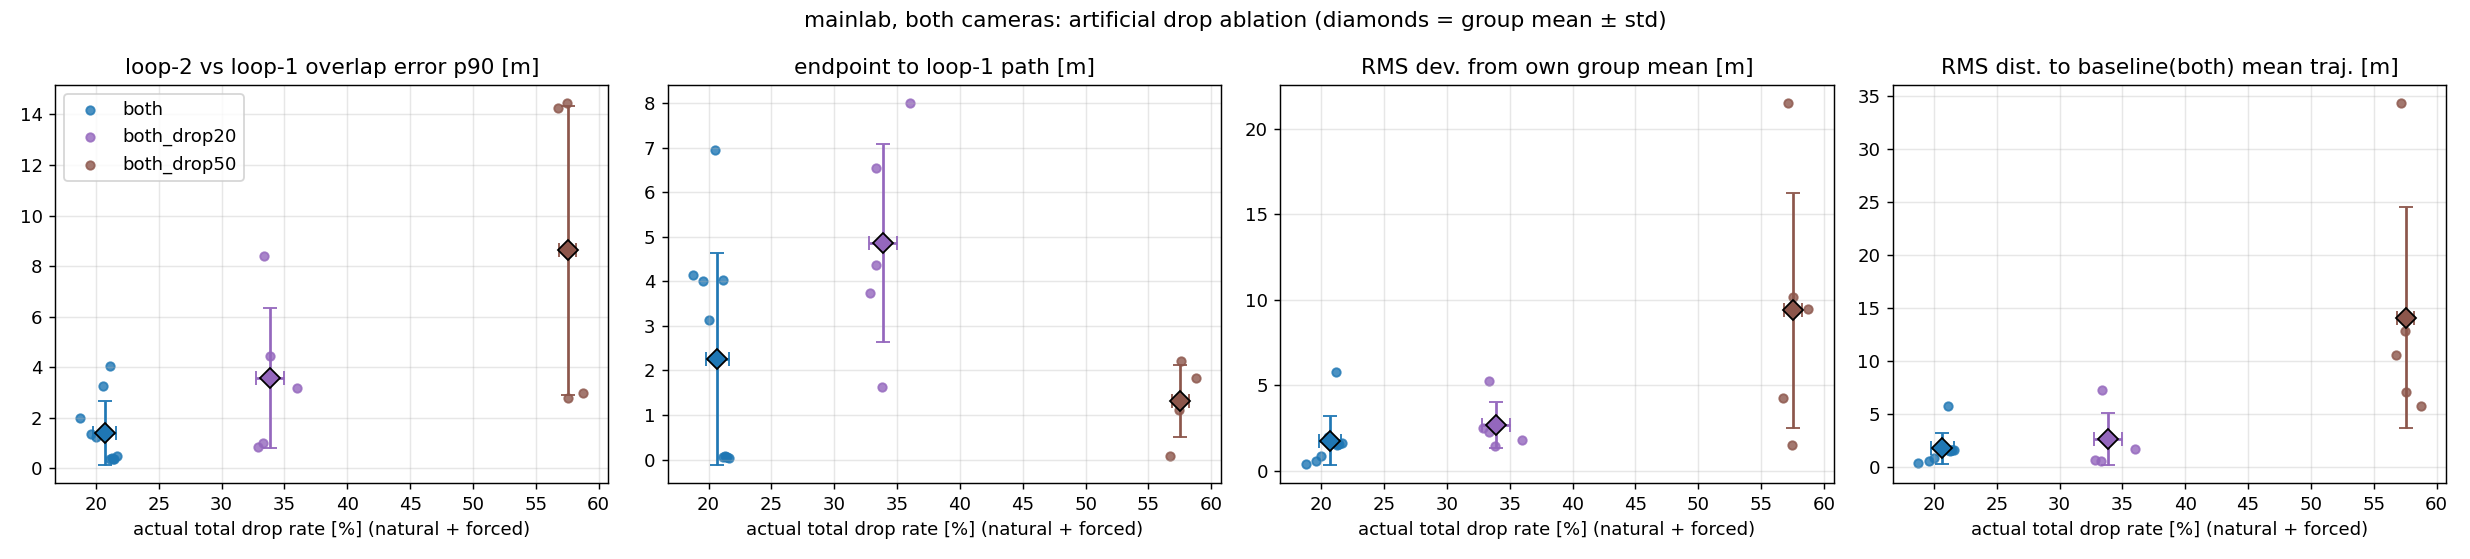 mainlab, both cameras: artificial drop ablation (diamonds = group mean ± std)
loop-2 vs loop-1 overlap error p90 [m]
both
both_drop20
both_drop50
14
12
10
8
6
4
2
0
20 25 30 35 40 45 50 55 60
actual total drop rate [%] (natural + forced)
endpoint to loop-1 path [m]
8
7
6
5
4
3
2
1
0
20 25 30 35 40 45 50 55 60
actual total drop rate [%] (natural + forced)
RMS dev. from own group mean [m]
20
15
10
5
0
20 25 30 35 40 45 50 55 60
actual total drop rate [%] (natural + forced)
RMS dist. to baseline(both) mean traj. [m]
35
30
25
20
15
10
5
0
20 25 30 35 40 45 50 55 60
actual total drop rate [%] (natural + forced)